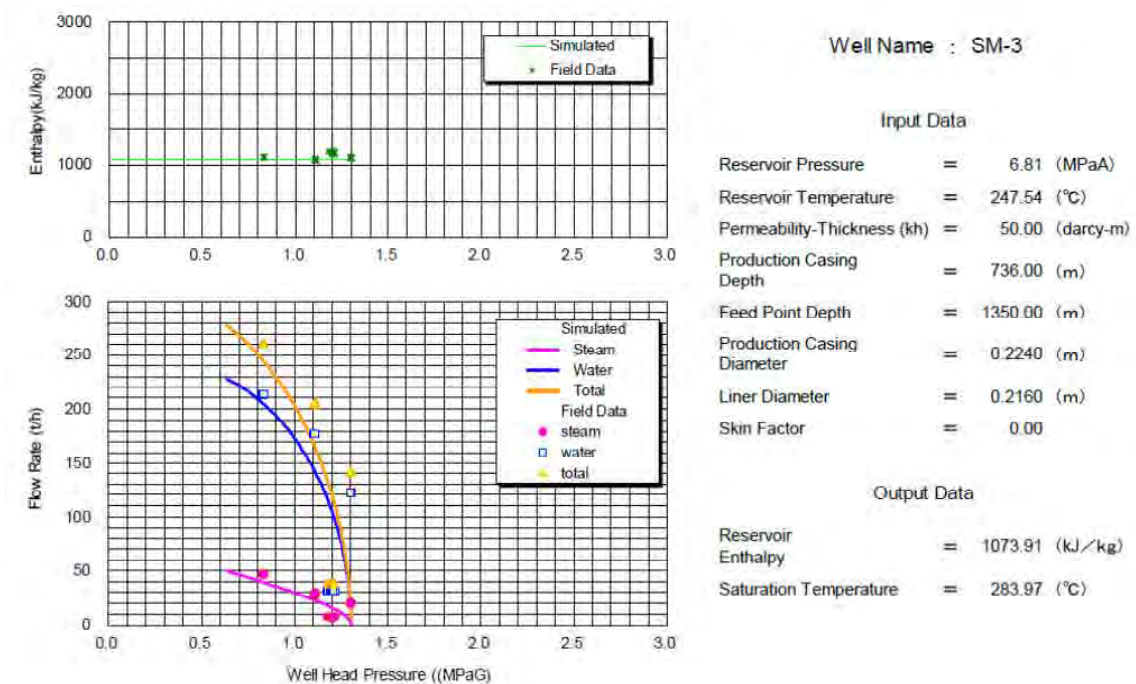 3000
2000
1000
0
Enthalpy(kJ/kg)
0.0 0.5 1.0 1.5 2.0 2.5 3.0
Simulated
Field Data
300
250
200
150
100
50
0
Flow Rate (t/h)
0.0 0.5 1.0 1.5 2.0 2.5 3.0
Well Head Pressure ((MPaG)
Simulated
Steam
Water
Total
Field Data
steam
water
total
Well Name : SM-3
Input Data
Reservoir Pressure = 6.81 (MPaA)
Reservoir Temperature = 247.54 (℃)
Permeability-Thickness (kh) = 50.00 (darcy-m)
Production Casing
Depth = 736.00 (m)
Feed Point Depth = 1350.00 (m)
Production Casing
Diameter = 0.2240 (m)
Liner Diameter = 0.2160 (m)
Skin Factor = 0.00
Output Data
Reservoir
Enthalpy = 1073.91 (kJ／kg)
Saturation Temperature = 283.97 (℃)